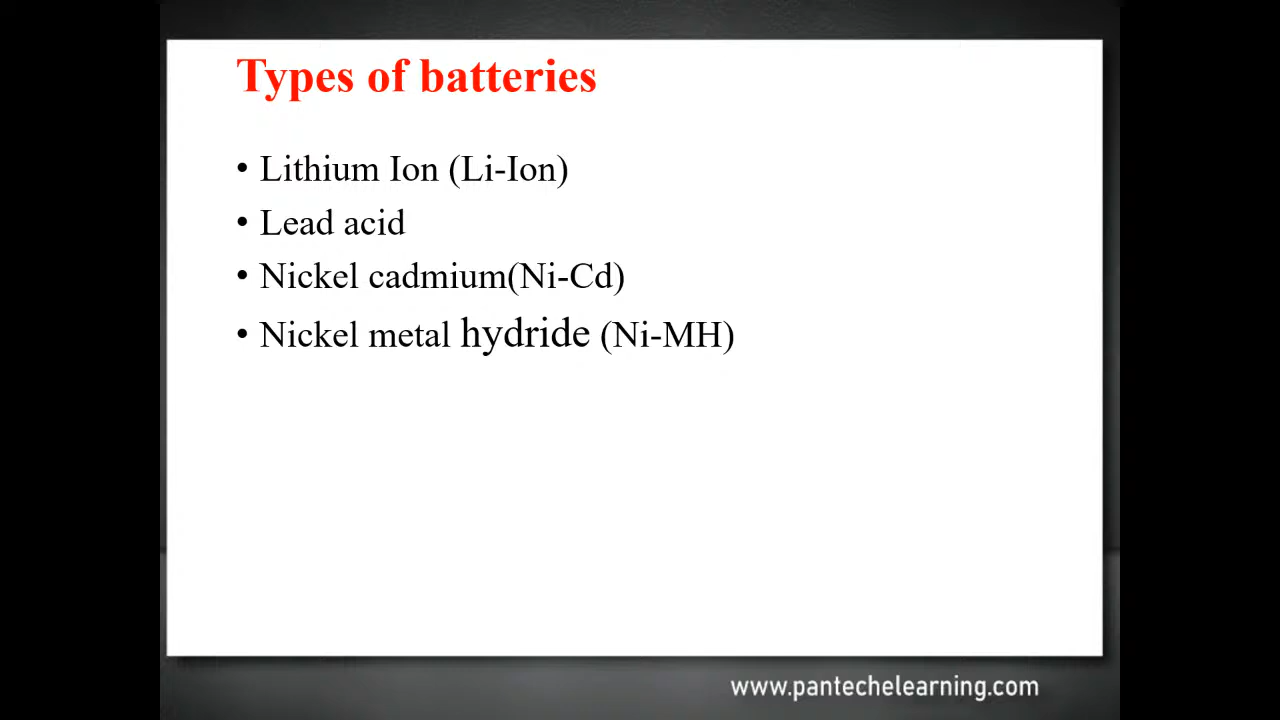 Types of batteries
• Lithium Ion (Li-Ion)
• Lead acid
• Nickel cadmium(Ni-Cd)
• Nickel metal hydride (Ni-MH)
www.pantechelearning.com